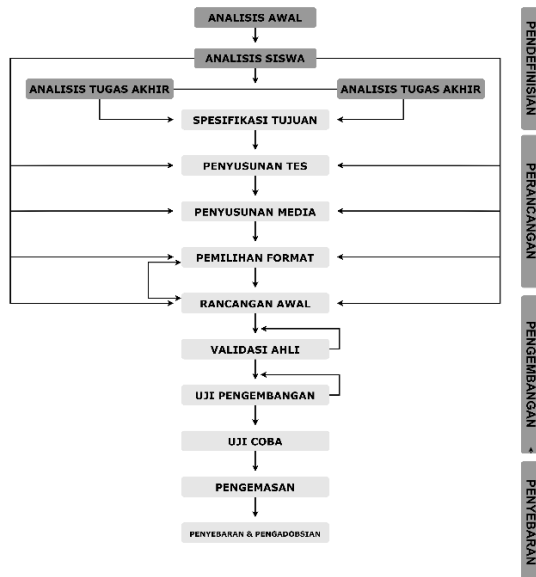 ANALISIS AWAL
ANALISIS SISWA
ANALISIS TUGAS AKHIR
ANALISIS TUGAS AKHIR
SPESIFIKASI TUJUAN
PENYUSUNAN TES
PENYUSUNAN MEDIA
PEMILIHAN FORMAT
RANCANGAN AWAL
VALIDASI AHLI
UJI PENGEMBANGAN
UJI COBA
PENGEMASAN
PENYEBARAN & PENGADOBSIAN
PENDEFINISIAN
PERANCANGAN
PENGEMBANGAN
PENYEBARAN